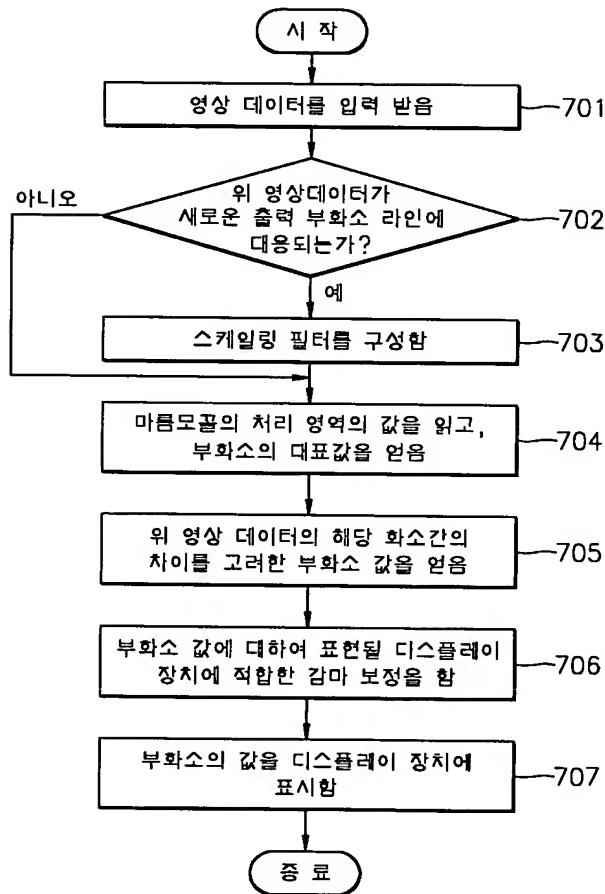 시 작
영상 데이터를 입력 받음
701
위 영상데이터가
새로운 출력 부화소 라인에
대응되는가?
702
아니오
예
스케일링 필터를 구성함
703
마름모꼴의 처리 영역의 값을 읽고,
부화소의 대표값을 얻음
704
위 영상 데이터의 해당 화소간의
차이를 고려한 부화소 값을 얻음
705
부화소 값에 대하여 표현될 디스플레이
장치에 적합한 감마 보정을 함
706
부화소의 값을 디스플레이 장치에
표시함
707
종 료